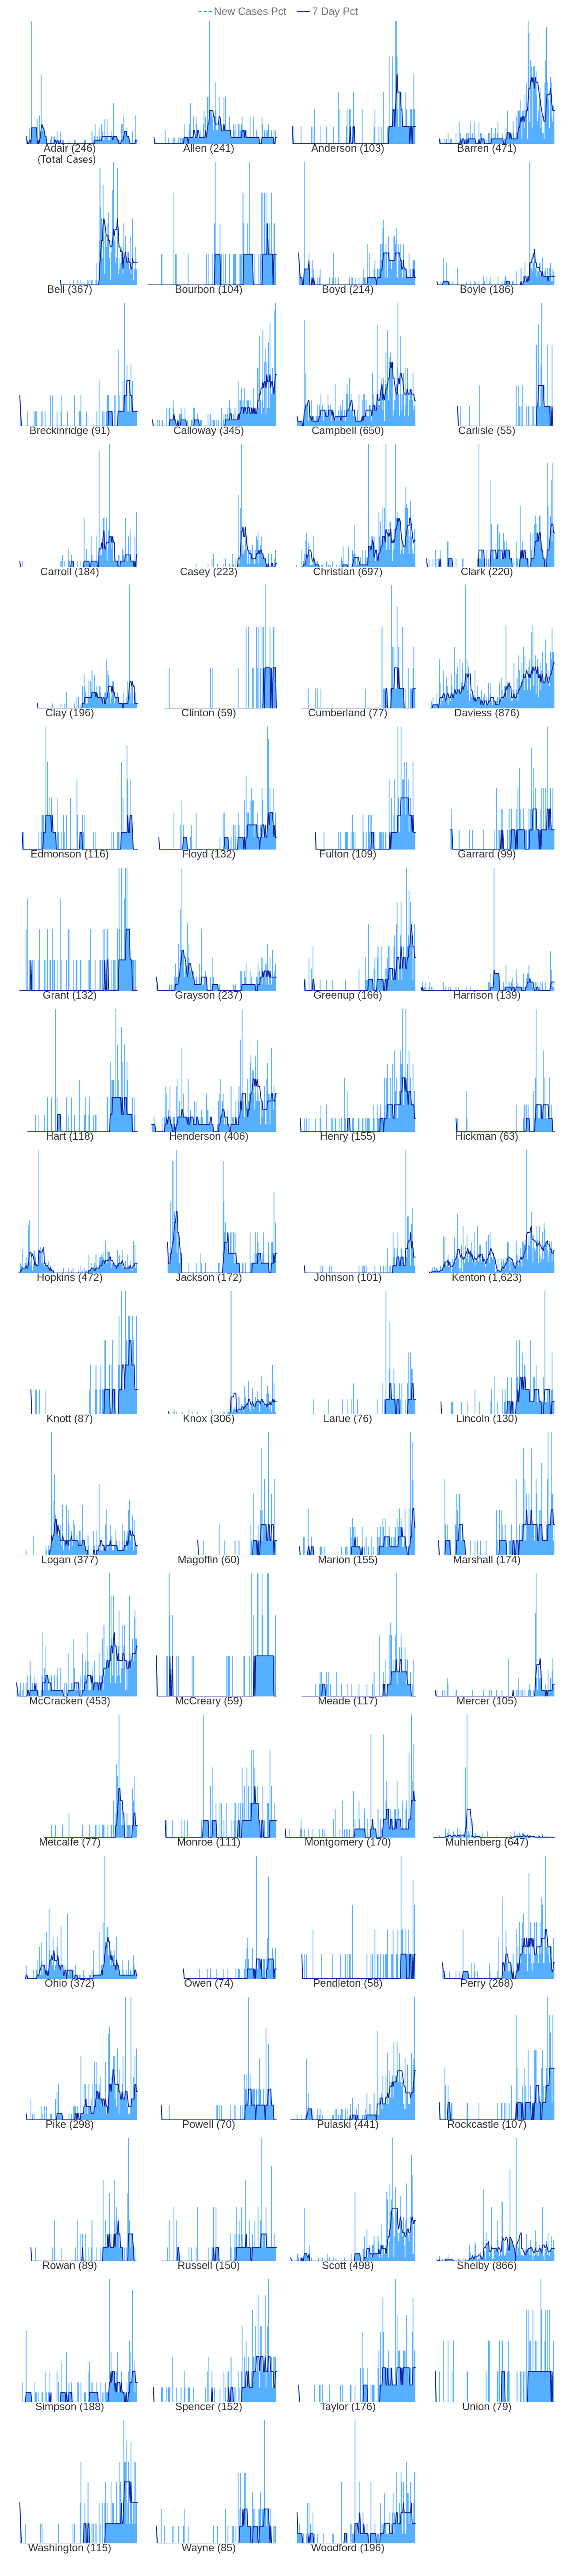 New Cases Pct 7 Day Pct
Adair (246) Allen (241) Anderson (103) Barren (471)
(Total Cases)
Bell (367) Bourbon (104) Boyd (214) Boyle (186)
Breckinridge (91) Calloway (345) Campbell (650) Carlisle (55)
Carroll (184) Casey (223) Christian (697) Clark (220)
Clay (196) Clinton (59) Cumberland (77) Daviess (876)
Edmonson (116) Floyd (132) Fulton (109) Garrard (99)
Grant (132) Grayson (237) Greenup (166) Harrison (139)
Hart (118) Henderson (406) Henry (155) Hickman (63)
Hopkins (472) Jackson (172) Johnson (101) Kenton (1,623)
Knott (87) Knox (306) Larue (76) Lincoln (130)
Logan (377) Magoffin (60) Marion (155) Marshall (174)
McCracken (453) McCreary (59) Meade (117) Mercer (105)
Metcalfe (77) Monroe (111) Montgomery (170) Muhlenberg (647)
Ohio (372) Owen (74) Pendleton (58) Perry (268)
Pike (298) Powell (70) Pulaski (441) Rockcastle (107)
Rowan (89) Russell (150) Scott (498) Shelby (866)
Simpson (188) Spencer (152) Taylor (176) Union (79)
Washington (115) Wayne (85) Woodford (196)